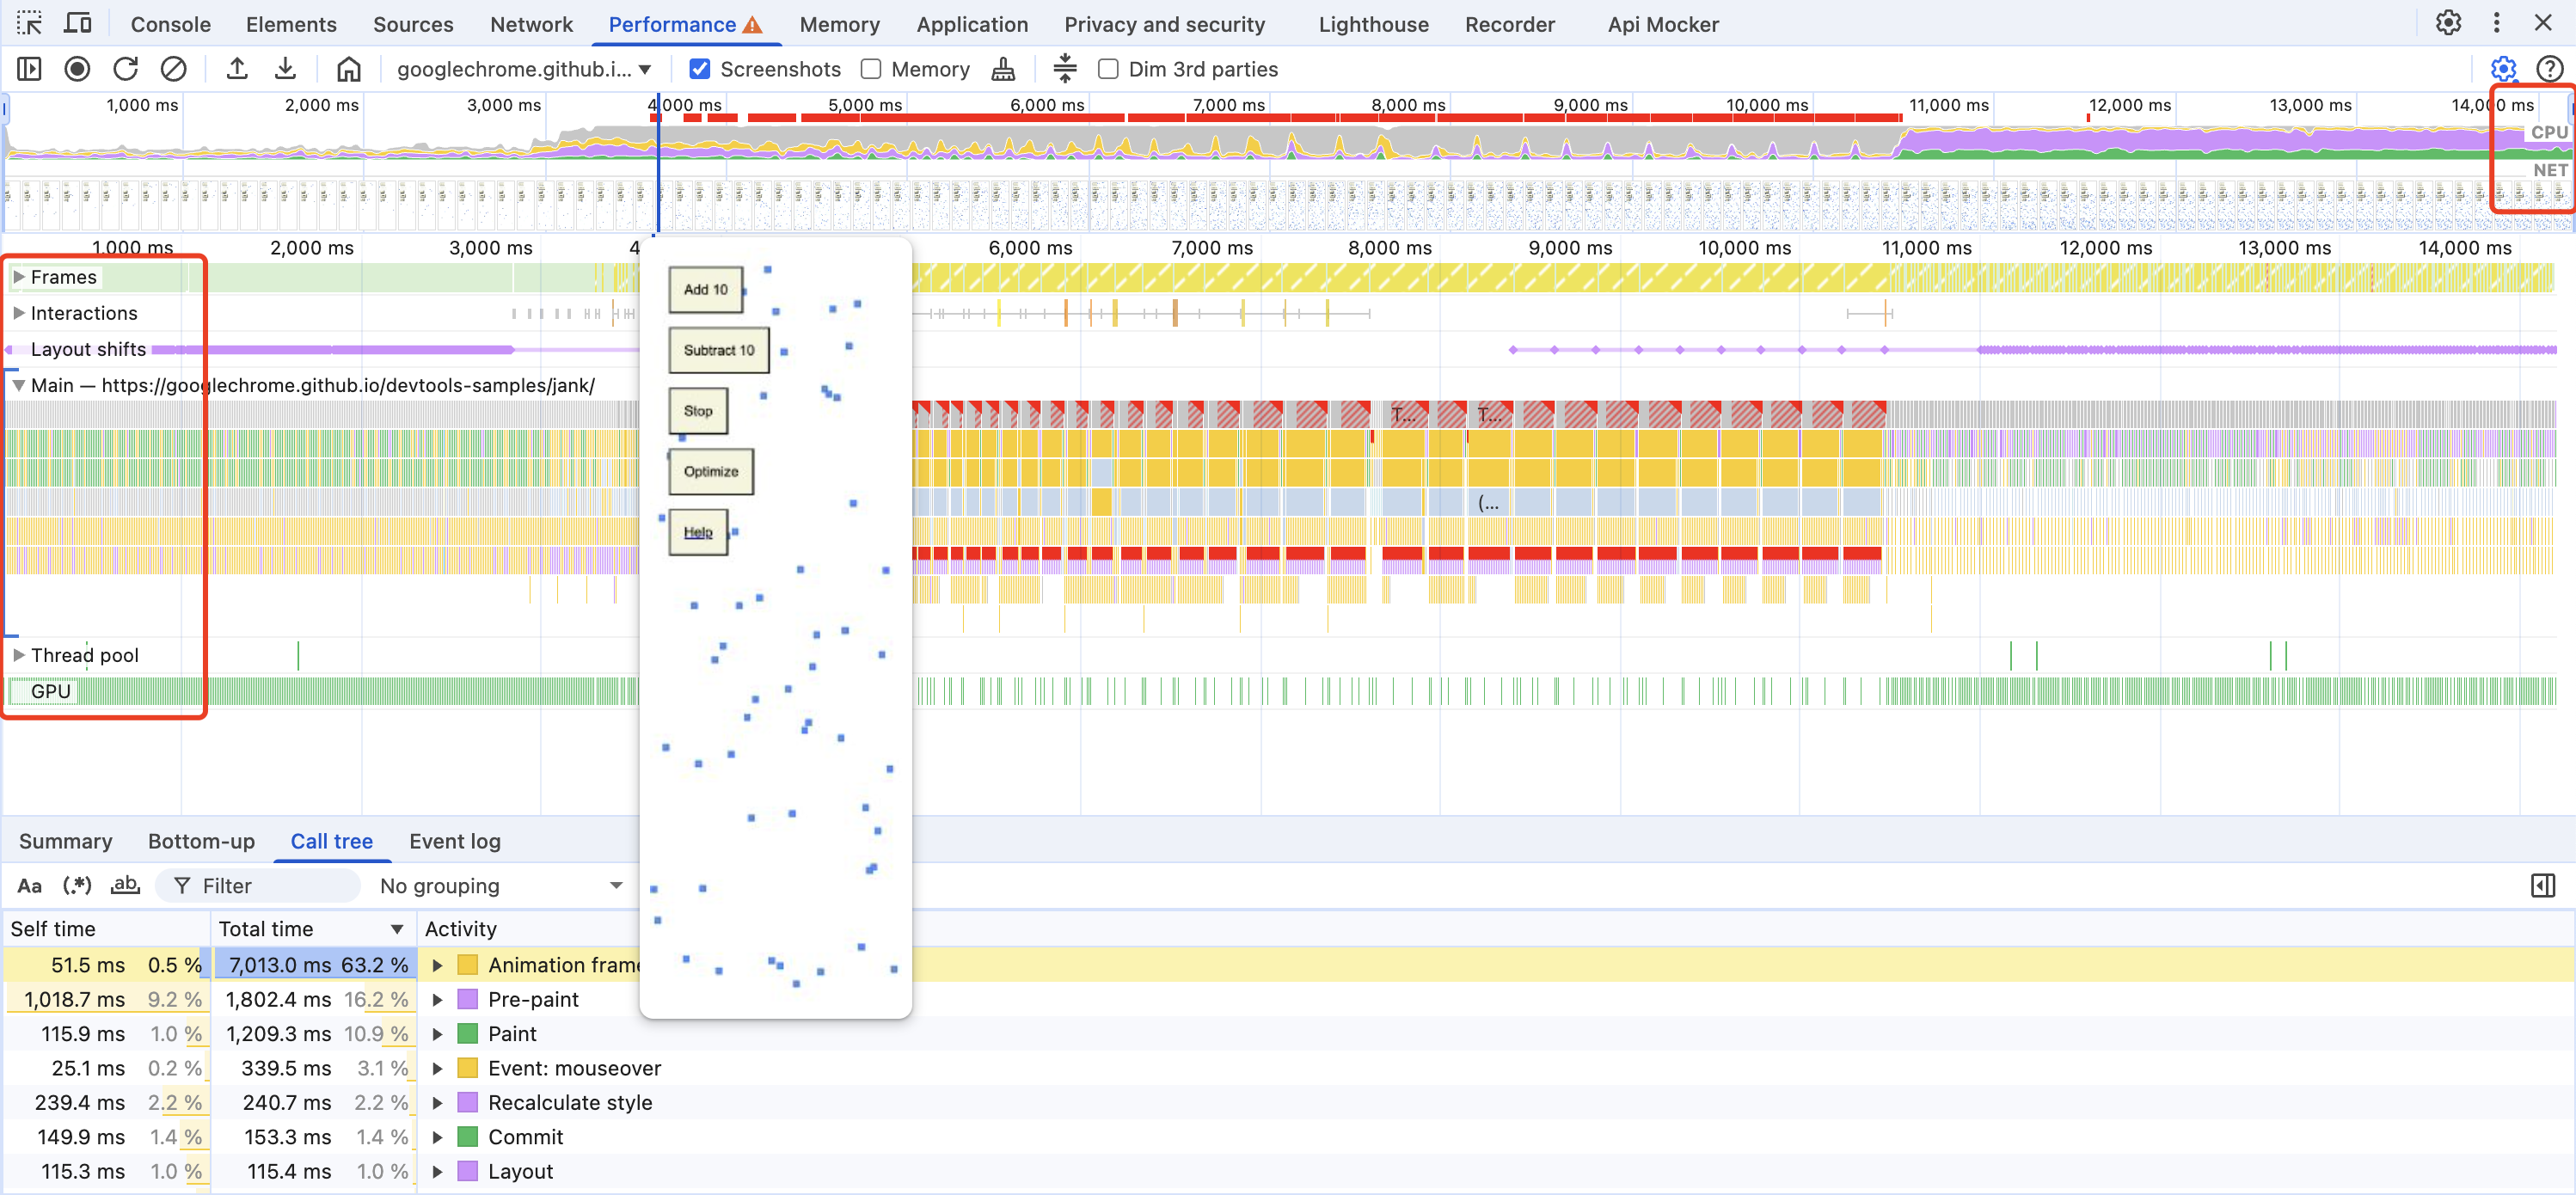 Console Elements Sources Network Performance Memory Application Privacy and security Lighthouse Recorder Api Mocker
googlechrome.github.i... Screenshots Memory Dim 3rd parties
1,000 ms 2,000 ms 3,000 ms 4,000 ms 5,000 ms 6,000 ms 7,000 ms 8,000 ms 9,000 ms 10,000 ms 11,000 ms 12,000 ms 13,000 ms 14,000 ms
CPU
NET
1,000 ms 2,000 ms 3,000 ms 4 6,000 ms 7,000 ms 8,000 ms 9,000 ms 10,000 ms 11,000 ms 12,000 ms 13,000 ms 14,000 ms
Frames
Add 10
Interactions
Layout shifts
Subtract 10
Main — https://googlechrome.github.io/devtools-samples/jank/
Stop
T... T...
Optimize
(...
Help
Thread pool
GPU
Summary Bottom-up Call tree Event log
Aa (.*) ab Filter No grouping
Self time Total time Activity
51.5 ms 0.5 % 7,013.0 ms 63.2 % Animation frame
1,018.7 ms 9.2 % 1,802.4 ms 16.2 % Pre-paint
115.9 ms 1.0 % 1,209.3 ms 10.9 % Paint
25.1 ms 0.2 % 339.5 ms 3.1 % Event: mouseover
239.4 ms 2.2 % 240.7 ms 2.2 % Recalculate style
149.9 ms 1.4 % 153.3 ms 1.4 % Commit
115.3 ms 1.0 % 115.4 ms 1.0 % Layout